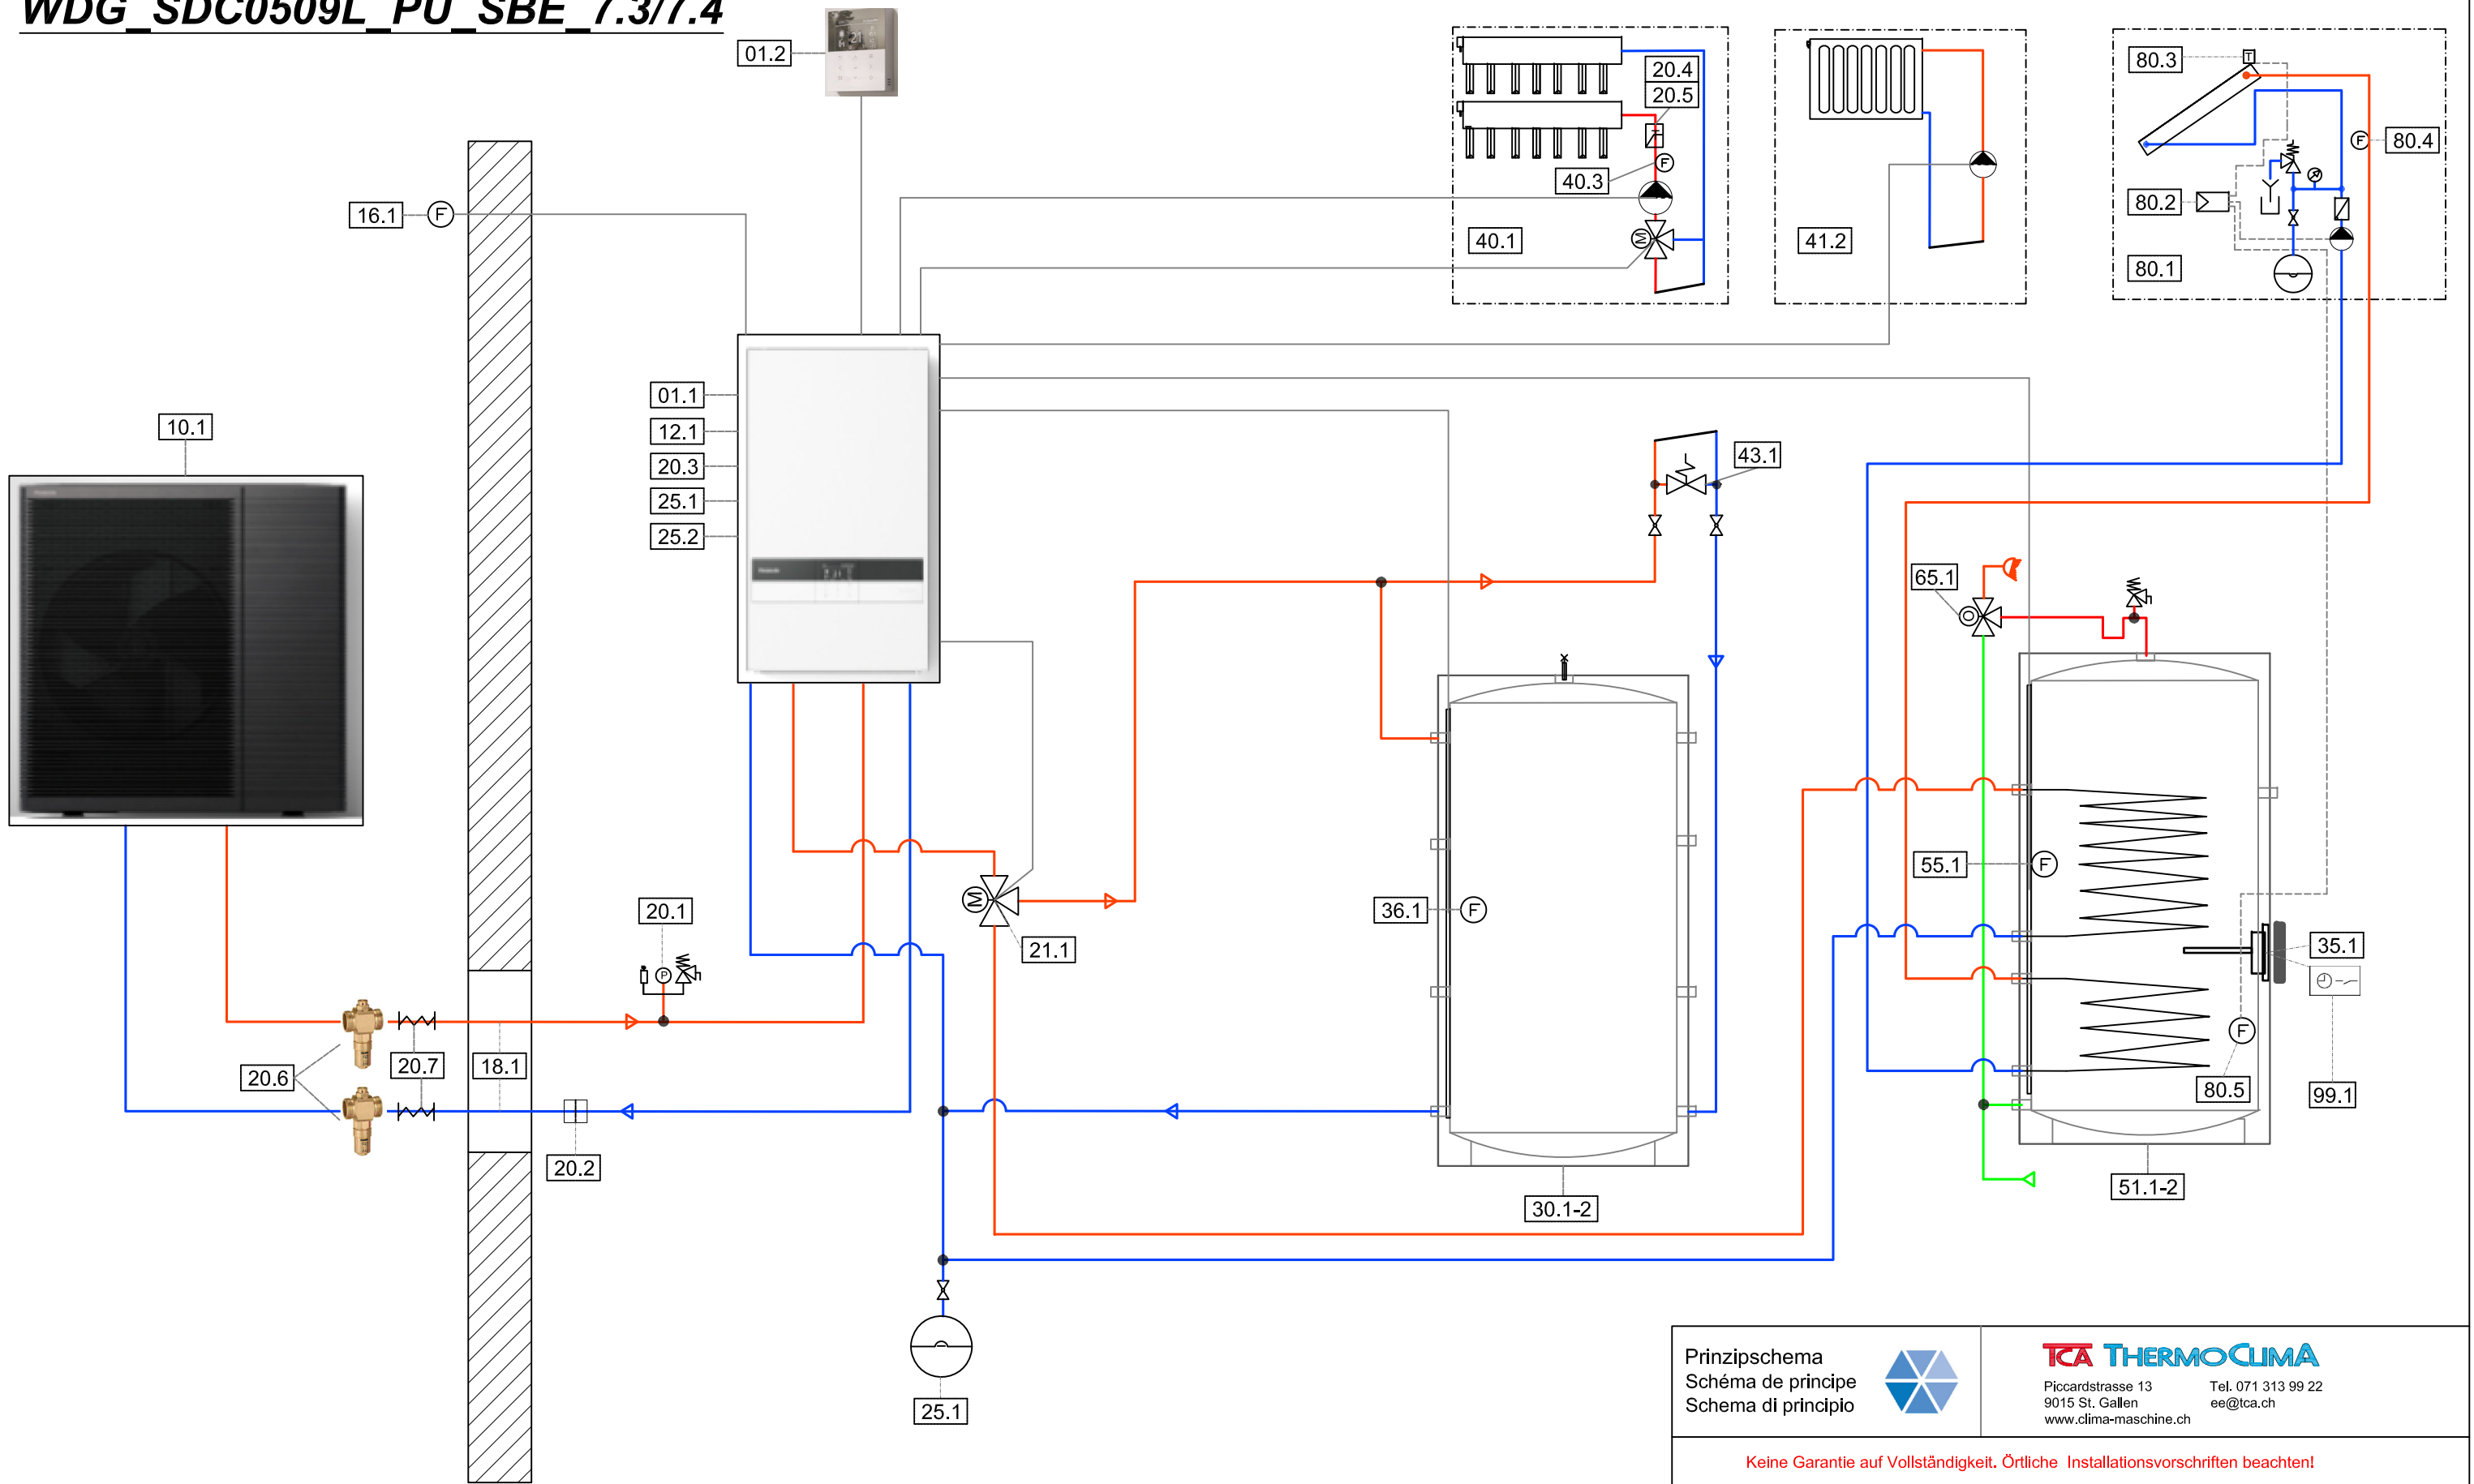 WDG_SDC0509L_PU_SBE_7.3/7.4
01.2
20.4
20.5
40.3
40.1
41.2
80.3
T
F
80.4
80.2
80.1
16.1
F
F
M
01.1
12.1
20.3
25.1
25.2
10.1
43.1
65.1
55.1
F
36.1
F
M
21.1
20.1
P
35.1
20.6
20.7
18.1
F
80.5
99.1
20.2
30.1-2
51.1-2
25.1
Prinzipschema
Schéma de principe
Schema di principio
TCA THERMOCLIMA
Piccardstrasse 13 Tel. 071 313 99 22
9015 St. Gallen ee@tca.ch
www.clima-maschine.ch
Keine Garantie auf Vollständigkeit. Örtliche Installationsvorschriften beachten!